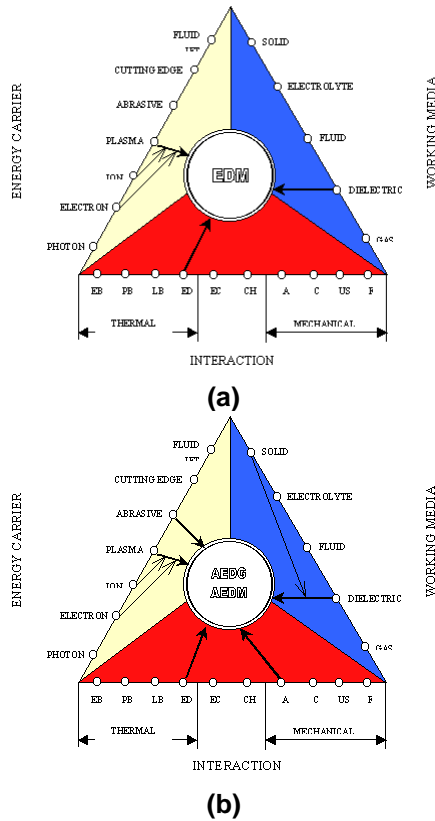 FLUID
SOLID
CUTTING EDGE
ELECTROLYTE
ABRASIVE
ENERGY CARRIER
WORKING MEDIA
FLUID
PLASMA
EDM
ION
DIELECTRIC
ELECTRON
PHOTON
GAS
EB PB LB ED EC CH A C US F
THERMAL
MECHANICAL
INTERACTION
(a)
FLUID
SOLID
CUTTING EDGE
ELECTROLYTE
ABRASIVE
ENERGY CARRIER
WORKING MEDIA
FLUID
PLASMA
AEDG
AEDM
ION
DIELECTRIC
ELECTRON
PHOTON
GAS
EB PB LB ED EC CH A C US F
THERMAL
MECHANICAL
INTERACTION
(b)